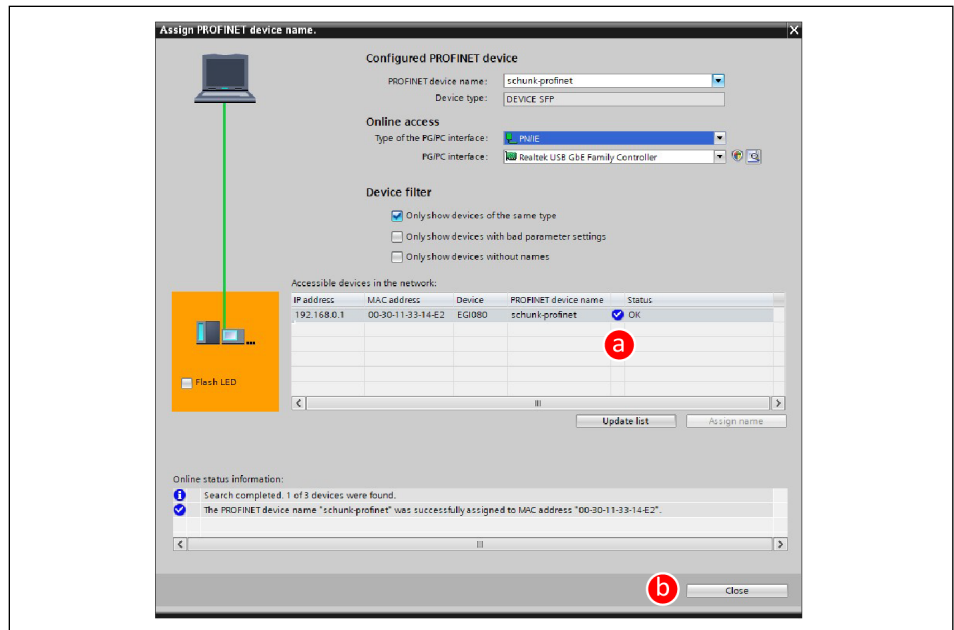 Assign PROFINET device name.
Configured PROFINET device
PROFINET device name: schunk-profinet
Device type: DEVICE SFP
Online access
Type of the PG/PC interface: PN/IE
PG/PC interface: Realtek USB GbE Family Controller
Device filter
Only show devices of the same type
Only show devices with bad parameter settings
Only show devices without names
Accessible devices in the network:
IP address MAC address Device PROFINET device name Status
192.168.0.1 00-30-11-33-14-E2 EGI080 schunk-profinet OK
a
Flash LED
Update list Assign name
Online status information:
Search completed. 1 of 3 devices were found.
The PROFINET device name "schunk-profinet" was successfully assigned to MAC address "00-30-11-33-14-E2".
b Close